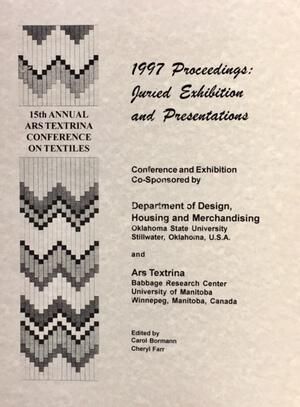 15th ANNUAL
ARS TEXTRINA
CONFERENCE
ON TEXTILES
1997 Proceedings:
Juried Exhibition
and Presentations
Conference and Exhibition
Co-Sponsored by
Department of Design,
Housing and Merchandising
Oklahoma State University
Stillwater, Oklahoma, U.S.A.
and
Ars Textrina
Babbage Research Center
University of Manitoba
Winnepeg, Manitoba, Canada
Edited by
Carol Bormann
Cheryl Farr